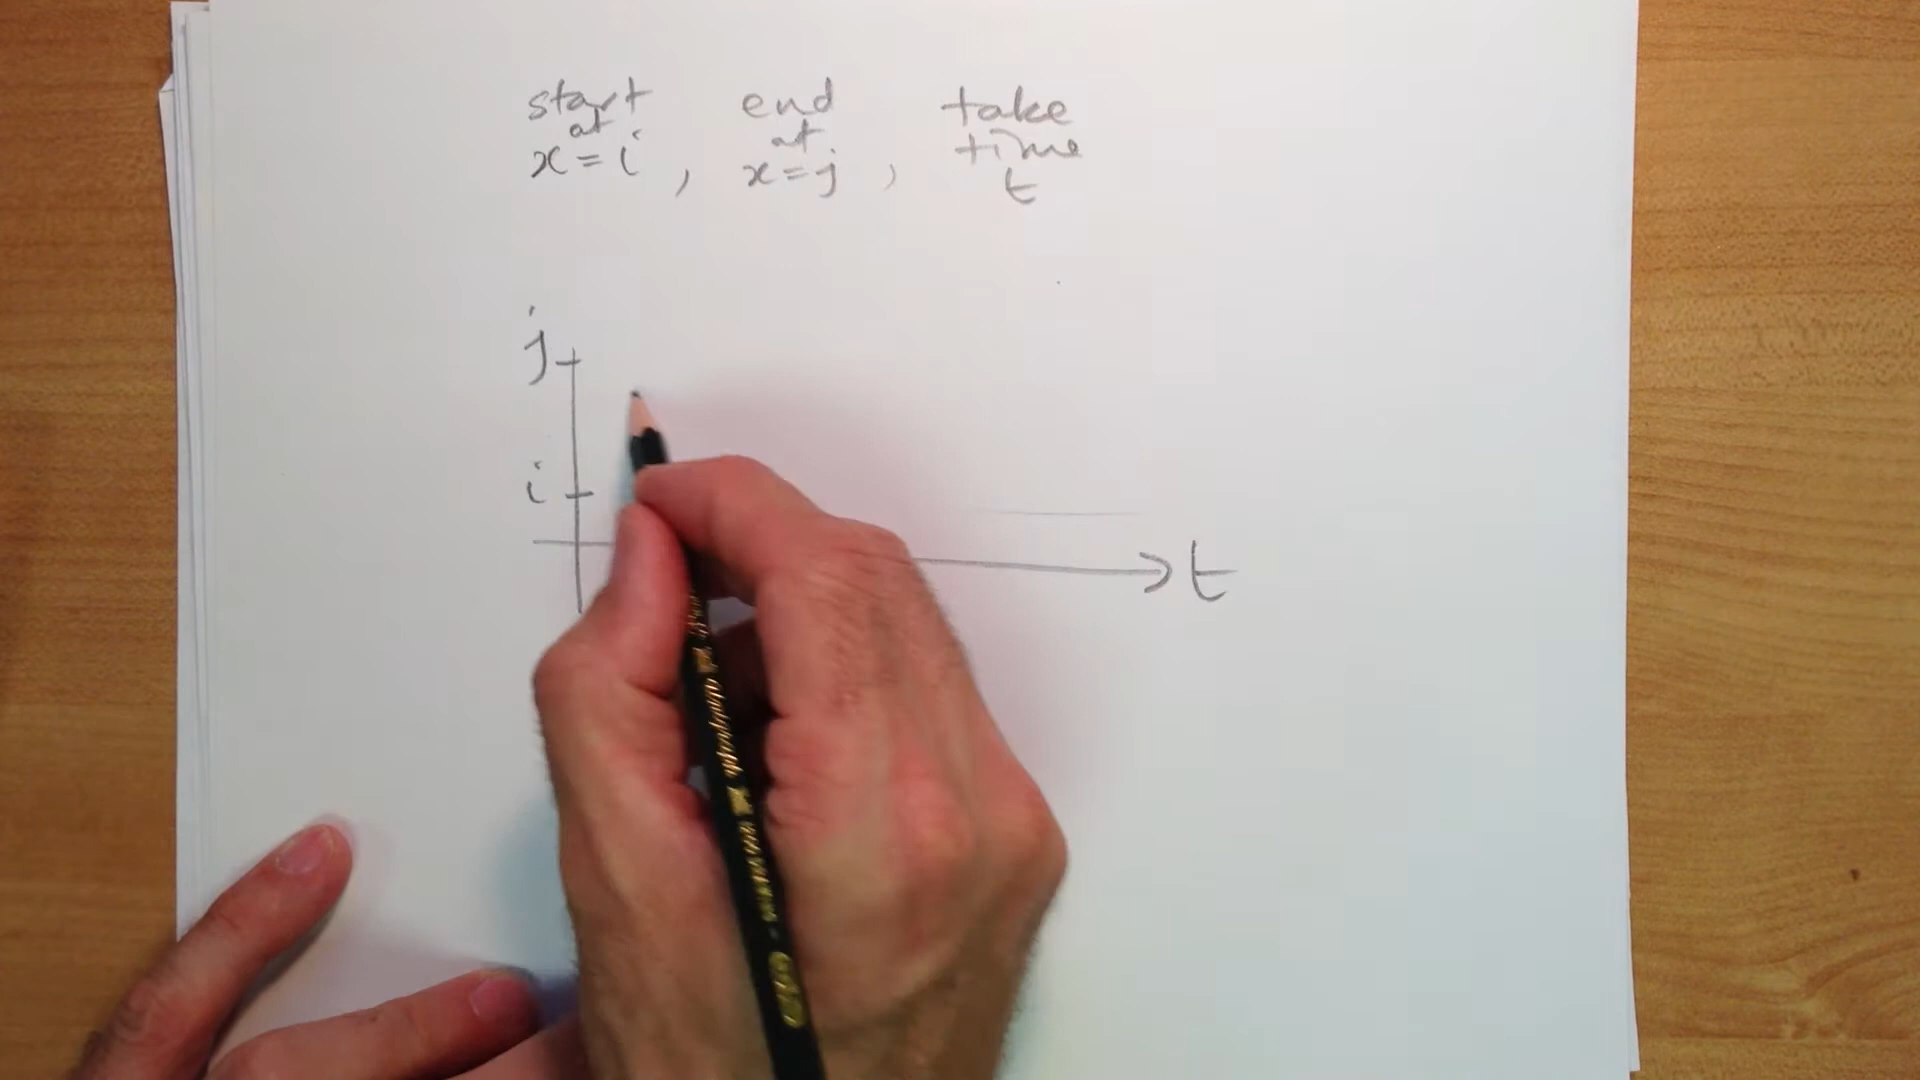 start end take
at at time
x = i , x = j , t
j
i
t